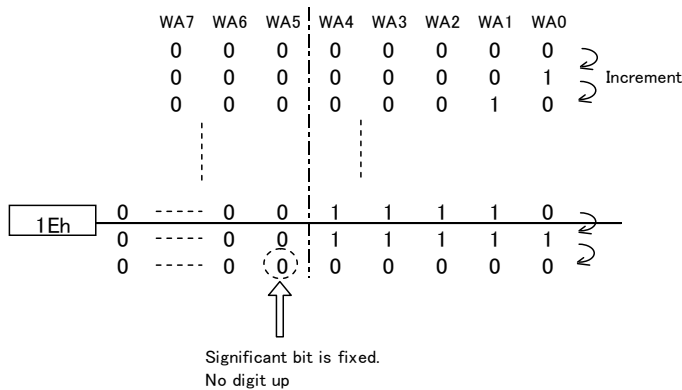 WA7 WA6 WA5 WA4 WA3 WA2 WA1 WA0
0 0 0 0 0 0 0 0
0 0 0 0 0 0 0 1
Increment
0 0 0 0 0 0 1 0
0 ----- 0 0 1 1 1 1 0
1Eh
0 ----- 0 0 1 1 1 1 1
0 ----- 0 0 0 0 0 0 0
Significant bit is fixed.
No digit up